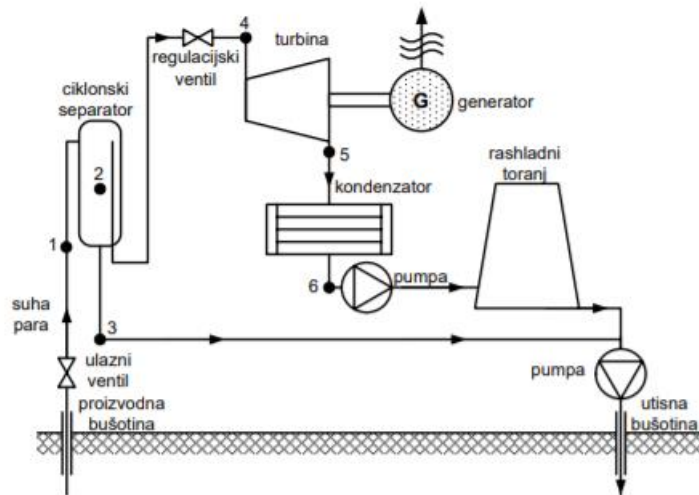 4
turbina
regulacijski
ventil
ciklonski
separator
G
generator
5
rashladni
toranj
2
kondenzator
1
6
pumpa
suha
para
3
ulazni
ventil
pumpa
proizvodna
bušotina
utisna
bušotina